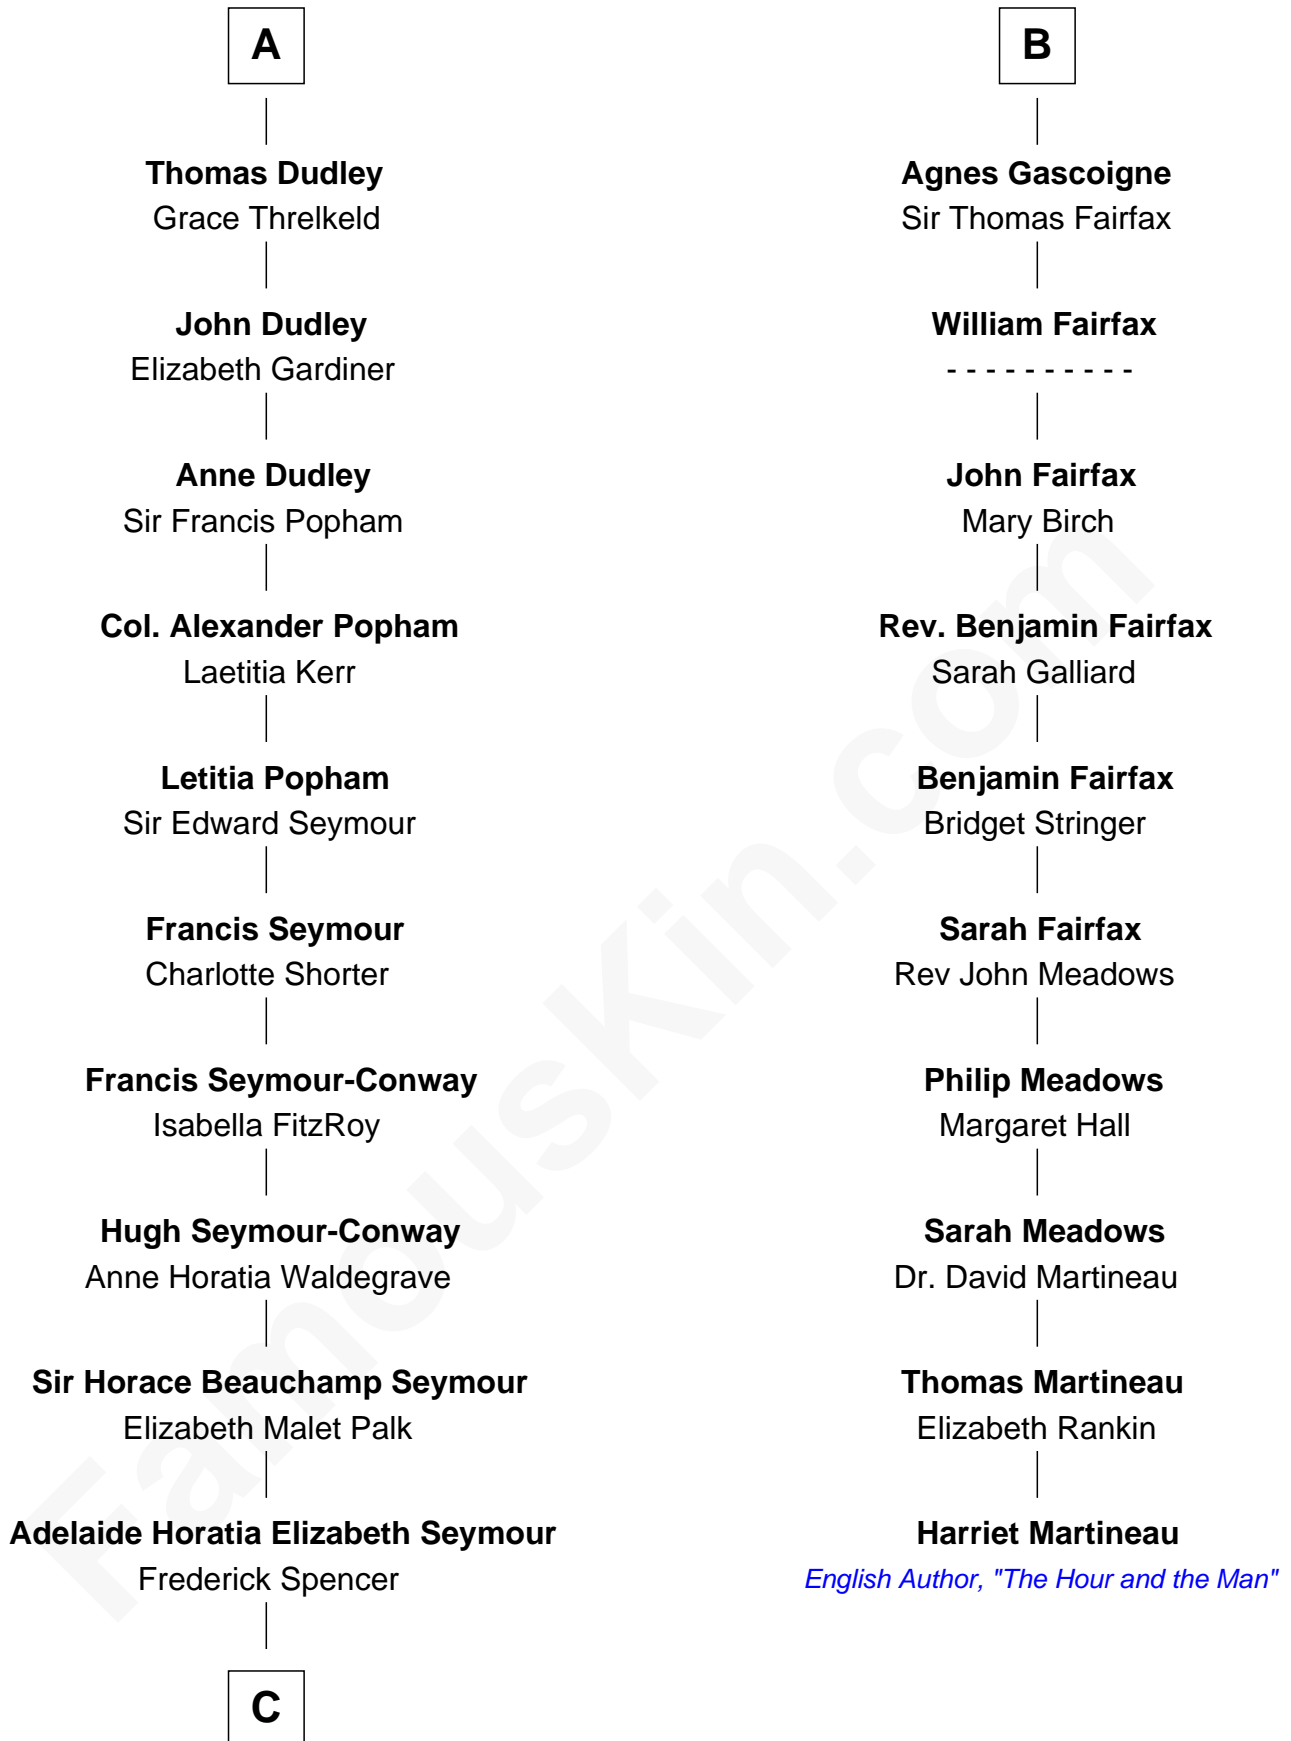 A
Thomas Dudley
Grace Threlkeld
John Dudley
Elizabeth Gardiner
Anne Dudley
Sir Francis Popham
Col. Alexander Popham
Laetitia Kerr
Letitia Popham
Sir Edward Seymour
Francis Seymour
Charlotte Shorter
Francis Seymour-Conway
Isabella FitzRoy
Hugh Seymour-Conway
Anne Horatia Waldegrave
Sir Horace Beauchamp Seymour
Elizabeth Malet Palk
Adelaide Horatia Elizabeth Seymour
Frederick Spencer
C
B
Agnes Gascoigne
Sir Thomas Fairfax
William Fairfax
- - - - - - - - - -
John Fairfax
Mary Birch
Rev. Benjamin Fairfax
Sarah Galliard
Benjamin Fairfax
Bridget Stringer
Sarah Fairfax
Rev John Meadows
Philip Meadows
Margaret Hall
Sarah Meadows
Dr. David Martineau
Thomas Martineau
Elizabeth Rankin
Harriet Martineau
English Author, "The Hour and the Man"
FamousKin.com